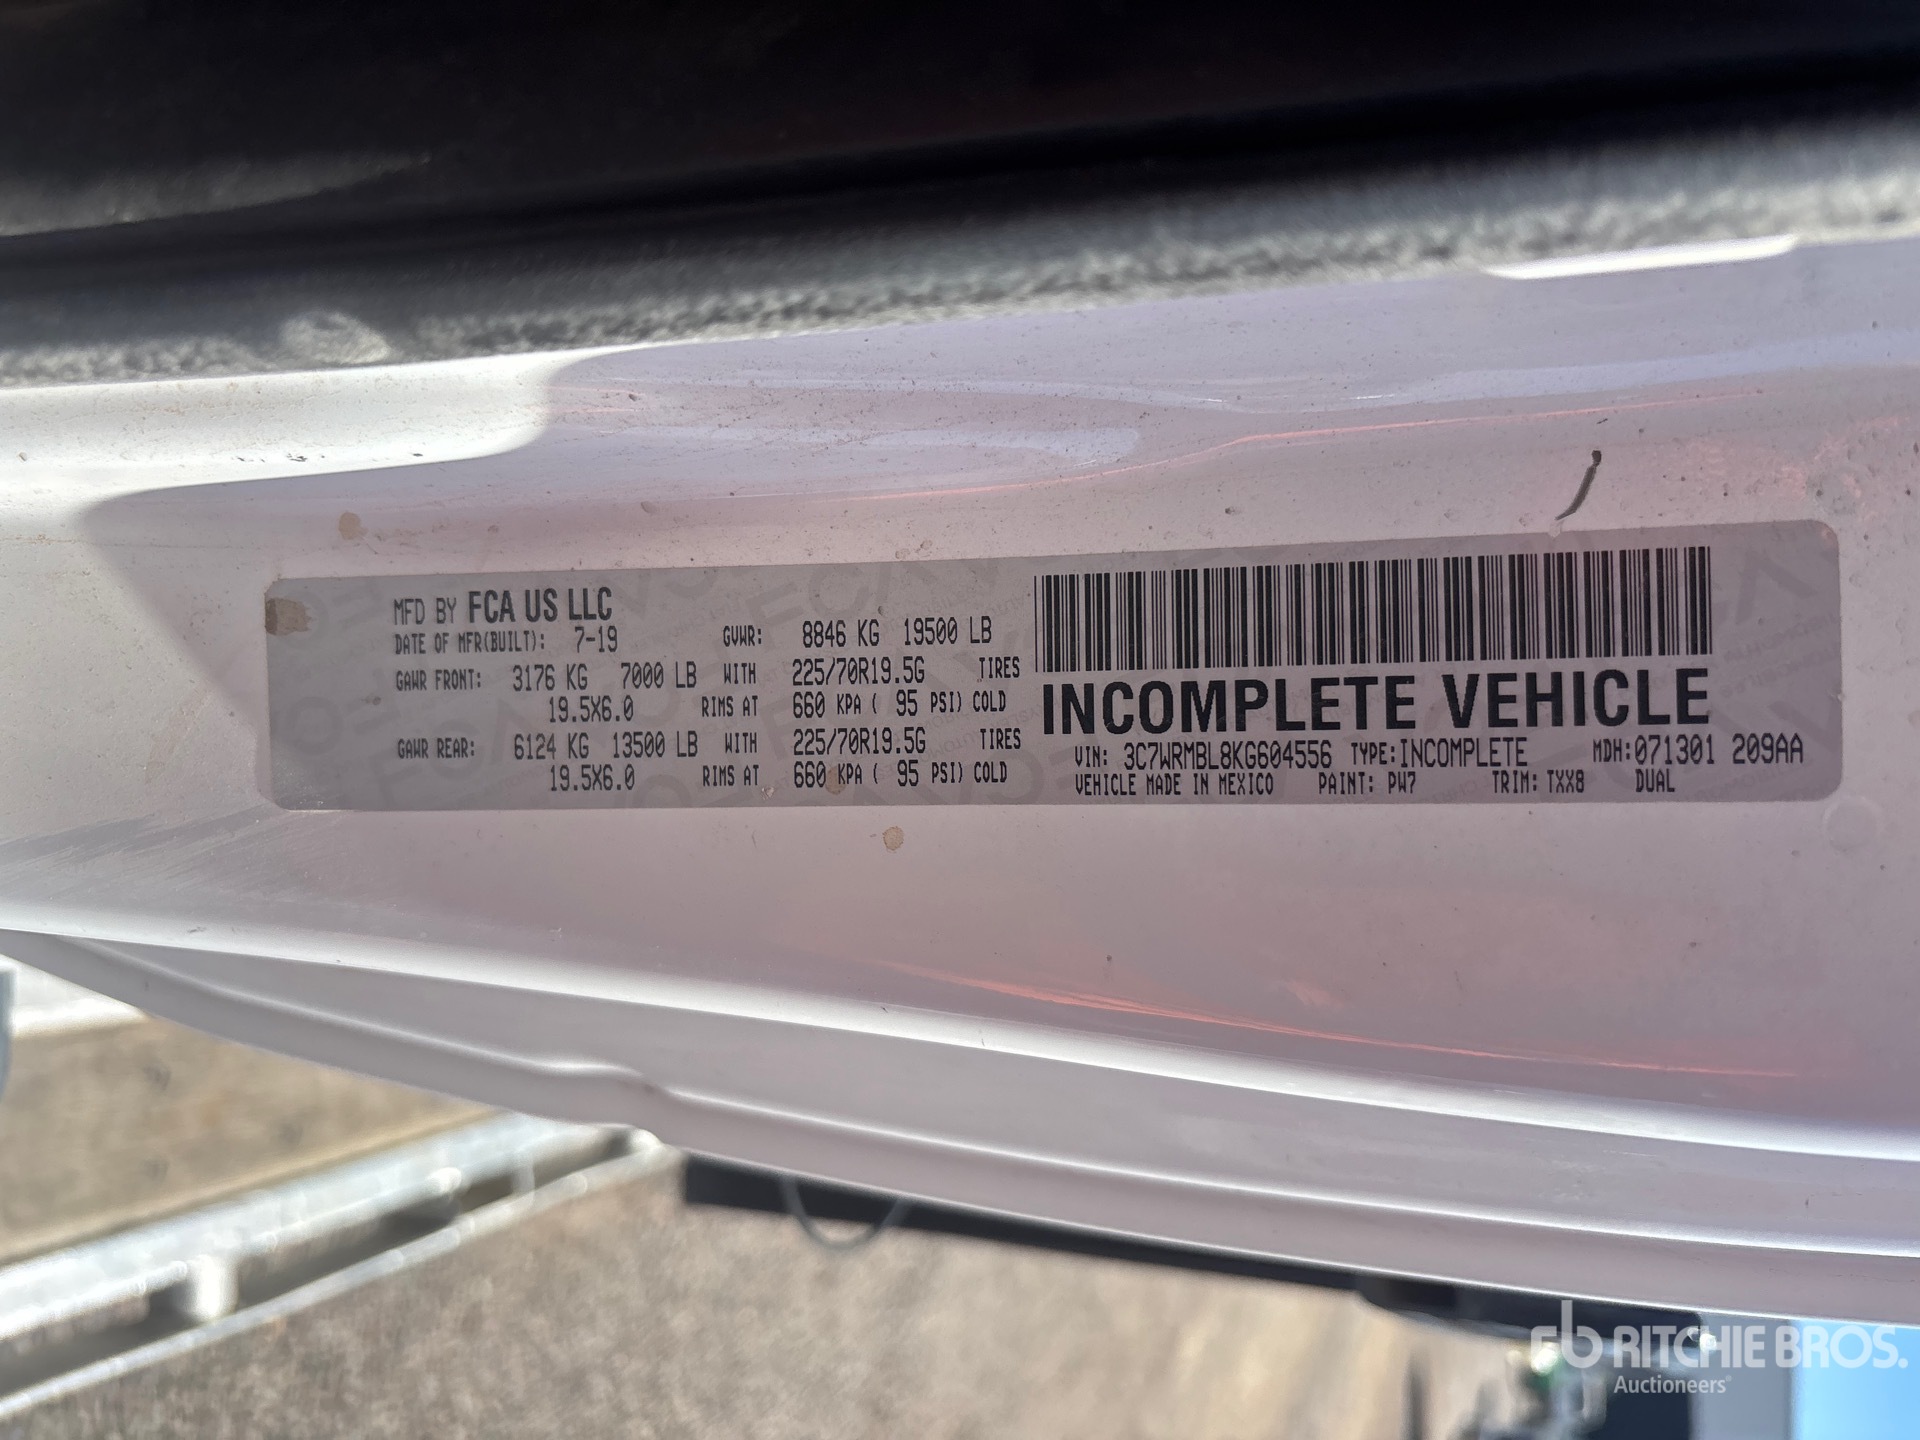 MFD BY FCA US LLC
DATE OF MFR(BUILT): 7-19 GVWR: 8846 KG 19500 LB
GAWR FRONT: 3176 KG 7000 LB WITH 225/70R19.5G TIRES
19.5X6.0 RIMS AT 660 KPA ( 95 PSI) COLD
GAWR REAR: 6124 KG 13500 LB WITH 225/70R19.5G TIRES
19.5X6.0 RIMS AT 660 KPA ( 95 PSI) COLD
INCOMPLETE VEHICLE
VIN: 3C7WRMBL8KG604556 TYPE: INCOMPLETE MDH: 071301 209AA
VEHICLE MADE IN MEXICO PAINT: PW7 TRIM: TXX8 DUAL
rb RITCHIE BROS.
Auctioneers